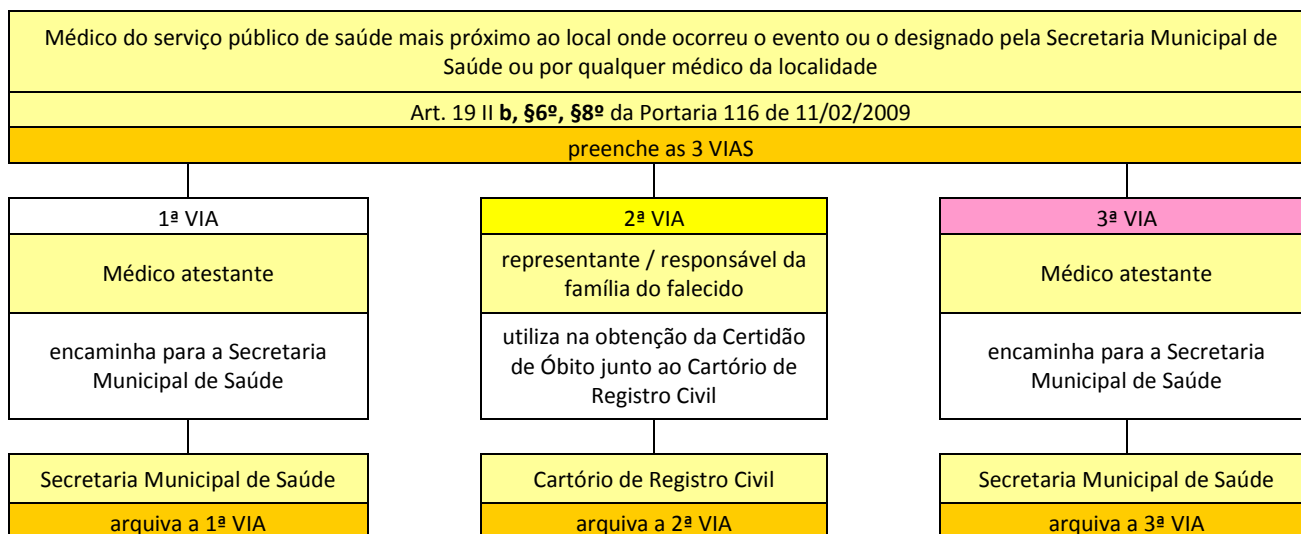 Médico do serviço público de saúde mais próximo ao local onde ocorreu o evento ou o designado pela Secretaria Municipal de
Saúde ou por qualquer médico da localidade
Art. 19 II b, §6º, §8º da Portaria 116 de 11/02/2009
preenche as 3 VIAS
1ª VIA
Médico atestante
encaminha para a Secretaria
Municipal de Saúde
Secretaria Municipal de Saúde
arquiva a 1ª VIA
2ª VIA
representante / responsável da
família do falecido
utiliza na obtenção da Certidão
de Óbito junto ao Cartório de
Registro Civil
Cartório de Registro Civil
arquiva a 2ª VIA
3ª VIA
Médico atestante
encaminha para a Secretaria
Municipal de Saúde
Secretaria Municipal de Saúde
arquiva a 3ª VIA